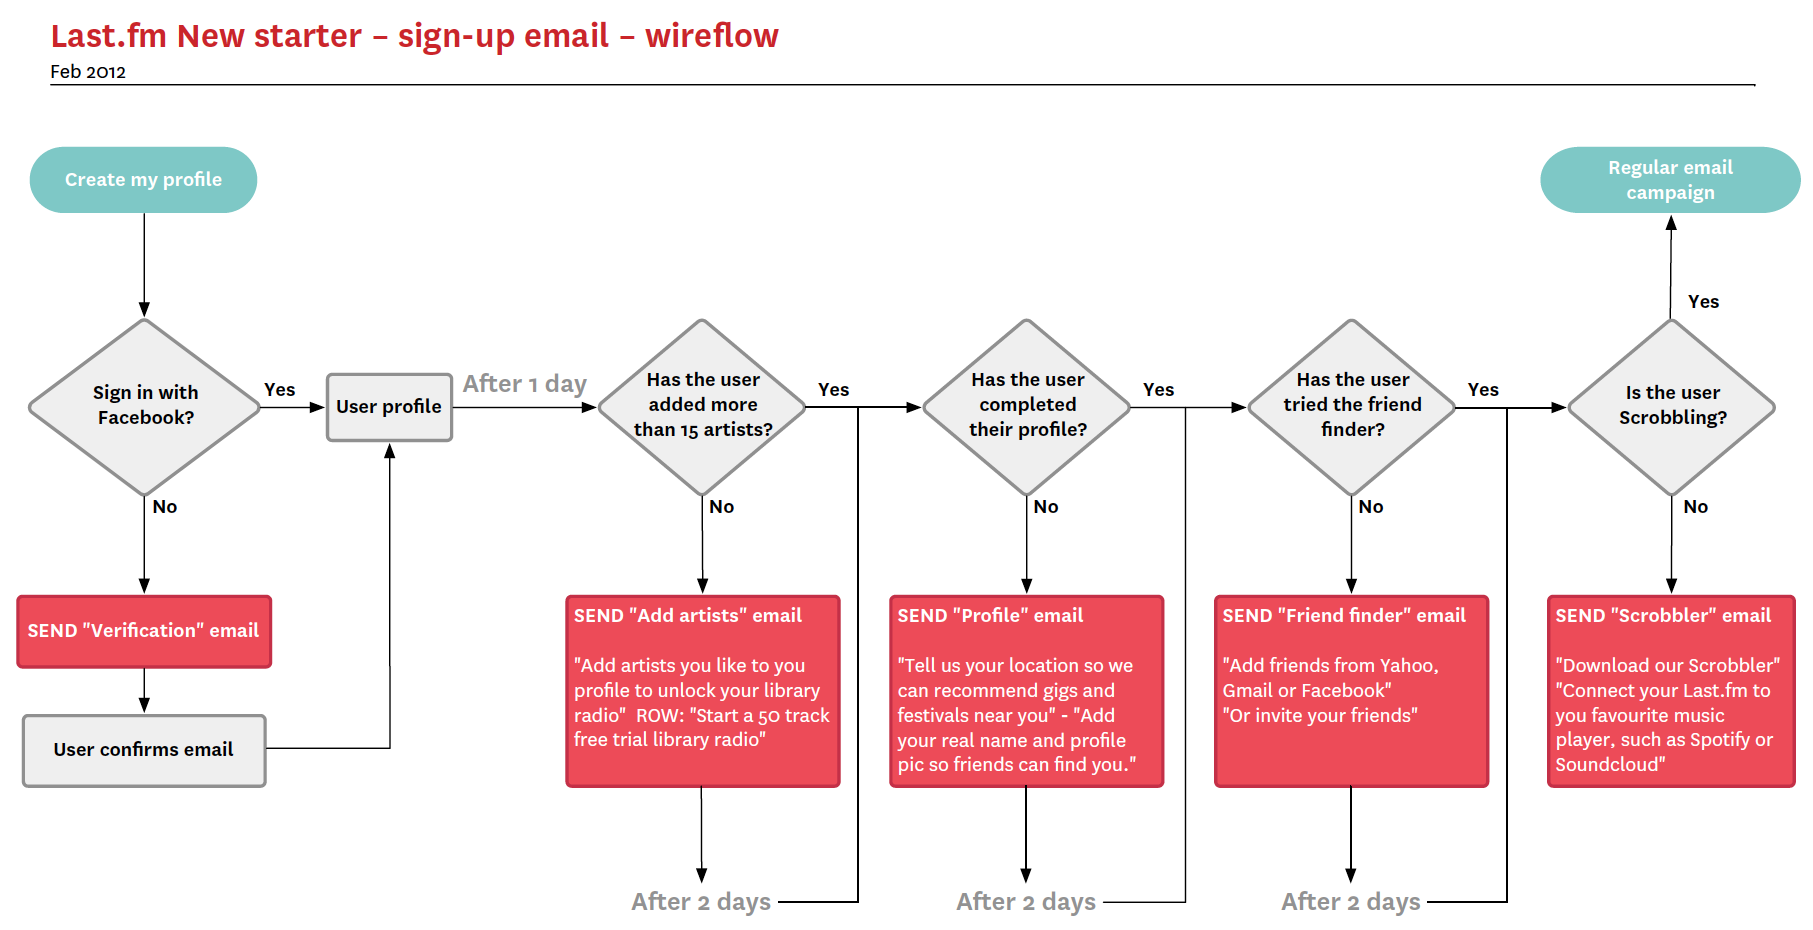 Last.fm New starter – sign-up email – wireflow
Feb 2012
Create my profile
Regular email
campaign
Yes
Sign in with
Facebook?
Yes
User profile
After 1 day
Has the user
added more
than 15 artists?
Yes
Has the user
completed
their profile?
Yes
Has the user
tried the friend
finder?
Yes
Is the user
Scrobbling?
No
No
No
No
No
SEND "Verification" email
User confirms email
SEND "Add artists" email
"Add artists you like to you
profile to unlock your library
radio"  ROW: "Start a 50 track
free trial library radio"
SEND "Profile" email
"Tell us your location so we
can recommend gigs and
festivals near you" - "Add
your real name and profile
pic so friends can find you."
SEND "Friend finder" email
"Add friends from Yahoo,
Gmail or Facebook"
"Or invite your friends"
SEND "Scrobbler" email
"Download our Scrobbler"
"Connect your Last.fm to
you favourite music
player, such as Spotify or
Soundcloud"
After 2 days
After 2 days
After 2 days